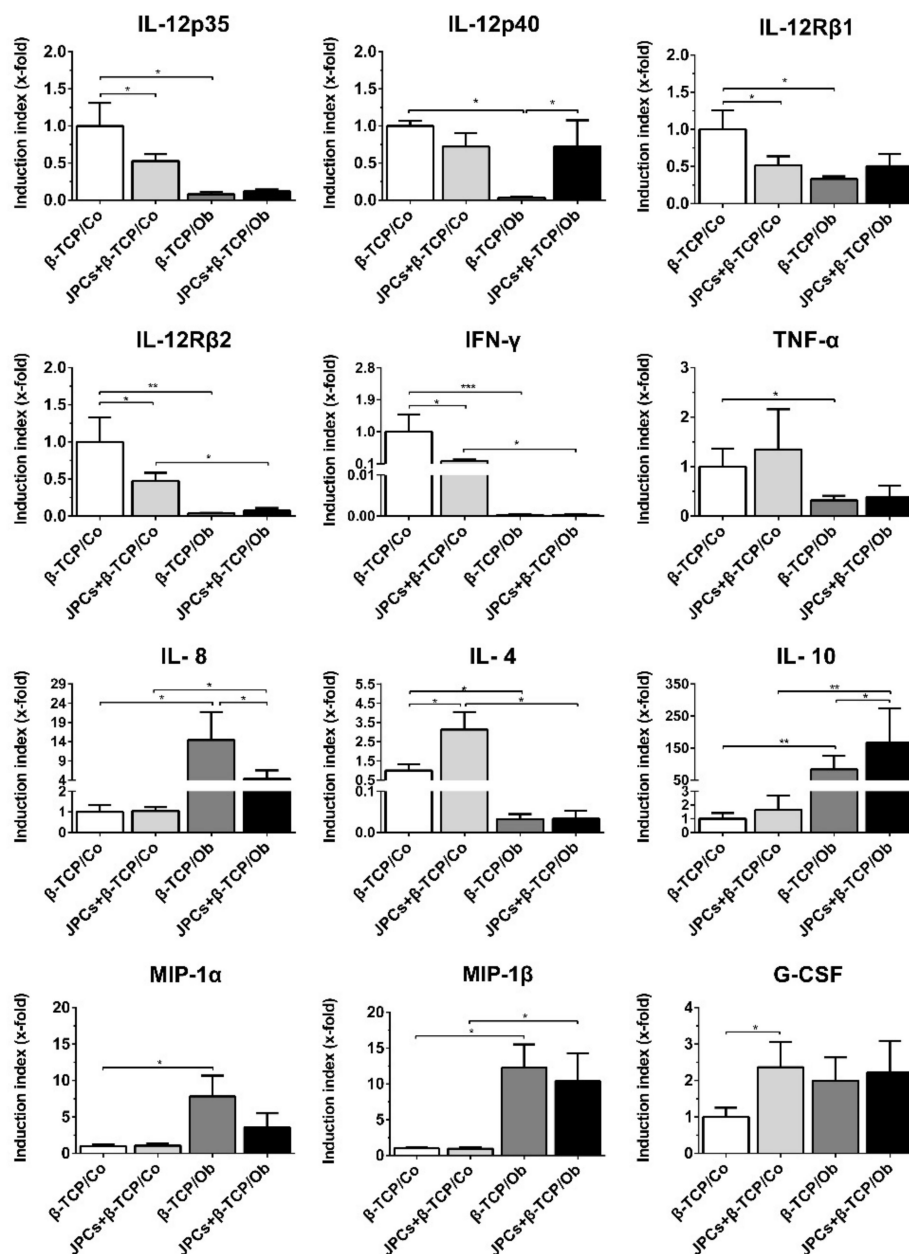 IL-12p35
Induction index (x-fold)
2.0
1.5
1.0
0.5
0.0
*
*
β-TCP/Co
JPCs+β-TCP/Co
β-TCP/Ob
JPCs+β-TCP/Ob
IL-12p40
Induction index (x-fold)
2.0
1.5
1.0
0.5
0.0
*
*
β-TCP/Co
JPCs+β-TCP/Co
β-TCP/Ob
JPCs+β-TCP/Ob
IL-12Rβ1
Induction index (x-fold)
2.0
1.5
1.0
0.5
0.0
*
*
β-TCP/Co
JPCs+β-TCP/Co
β-TCP/Ob
JPCs+β-TCP/Ob
IL-12Rβ2
Induction index (x-fold)
2.0
1.5
1.0
0.5
0.0
**
*
*
β-TCP/Co
JPCs+β-TCP/Co
β-TCP/Ob
JPCs+β-TCP/Ob
IFN-γ
Induction index (x-fold)
2.8
1.9
1.0
0.1
0.01
0.00
***
*
*
β-TCP/Co
JPCs+β-TCP/Co
β-TCP/Ob
JPCs+β-TCP/Ob
TNF-α
Induction index (x-fold)
3
2
1
0
*
β-TCP/Co
JPCs+β-TCP/Co
β-TCP/Ob
JPCs+β-TCP/Ob
IL- 8
Induction index (x-fold)
29
24
19
14
9
4
2
1
0
*
*
*
β-TCP/Co
JPCs+β-TCP/Co
β-TCP/Ob
JPCs+β-TCP/Ob
IL- 4
Induction index (x-fold)
5.5
4.5
3.5
2.5
1.5
0.5
0.1
0.0
*
*
*
β-TCP/Co
JPCs+β-TCP/Co
β-TCP/Ob
JPCs+β-TCP/Ob
IL- 10
Induction index (x-fold)
350
250
150
50
3
2
1
0
**
*
**
β-TCP/Co
JPCs+β-TCP/Co
β-TCP/Ob
JPCs+β-TCP/Ob
MIP-1α
Induction index (x-fold)
20
15
10
5
0
*
β-TCP/Co
JPCs+β-TCP/Co
β-TCP/Ob
JPCs+β-TCP/Ob
MIP-1β
Induction index (x-fold)
20
15
10
5
0
*
*
β-TCP/Co
JPCs+β-TCP/Co
β-TCP/Ob
JPCs+β-TCP/Ob
G-CSF
Induction index (x-fold)
4
3
2
1
0
*
β-TCP/Co
JPCs+β-TCP/Co
β-TCP/Ob
JPCs+β-TCP/Ob